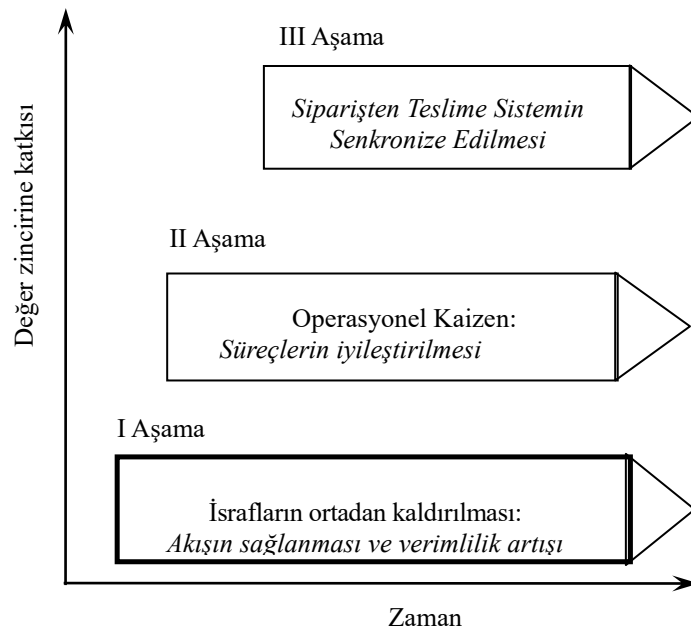 III Aşama
Siparişten Teslime Sistemin
Senkronize Edilmesi
Değer zincirine katkısı
II Aşama
Operasyonel Kaizen:
Süreçlerin iyileştirilmesi
I Aşama
İsrafların ortadan kaldırılması:
Akışın sağlanması ve verimlilik artışı
Zaman